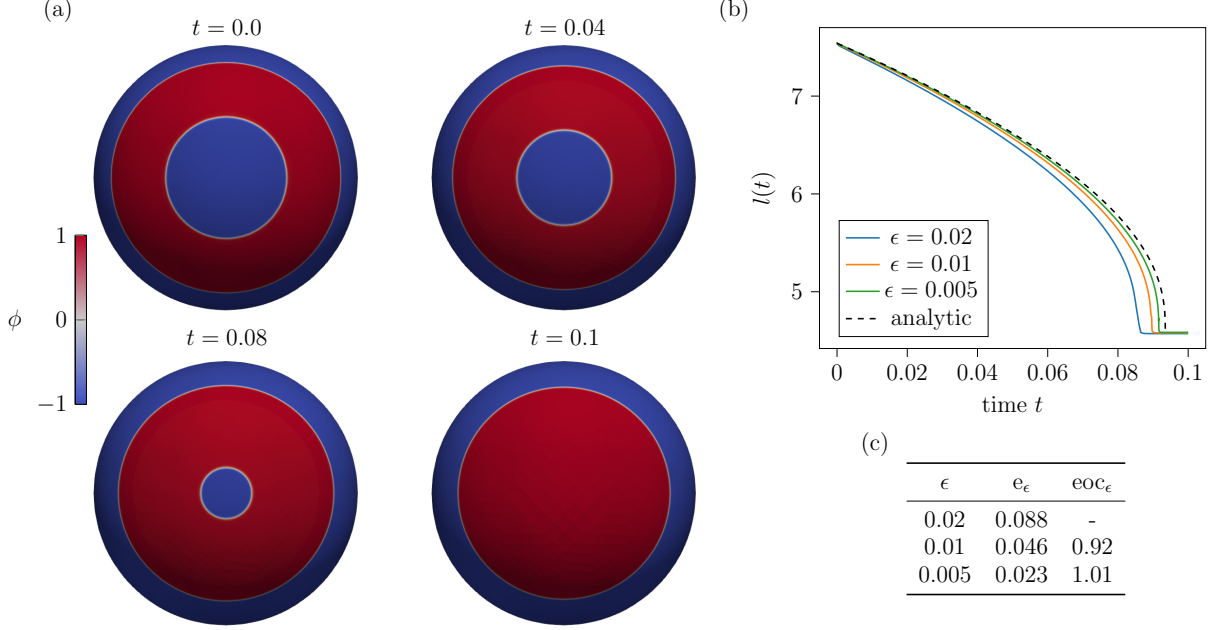 (a)
t = 0.0
t = 0.04
ϕ
1
0
−1
t = 0.08
t = 0.1
(b)
l(t)
7
6
5
ϵ = 0.02
ϵ = 0.01
ϵ = 0.005
analytic
0 0.02 0.04 0.06 0.08 0.1
time t
(c)
ϵ e_ϵ eoc_ϵ
0.02 0.088 -
0.01 0.046 0.92
0.005 0.023 1.01